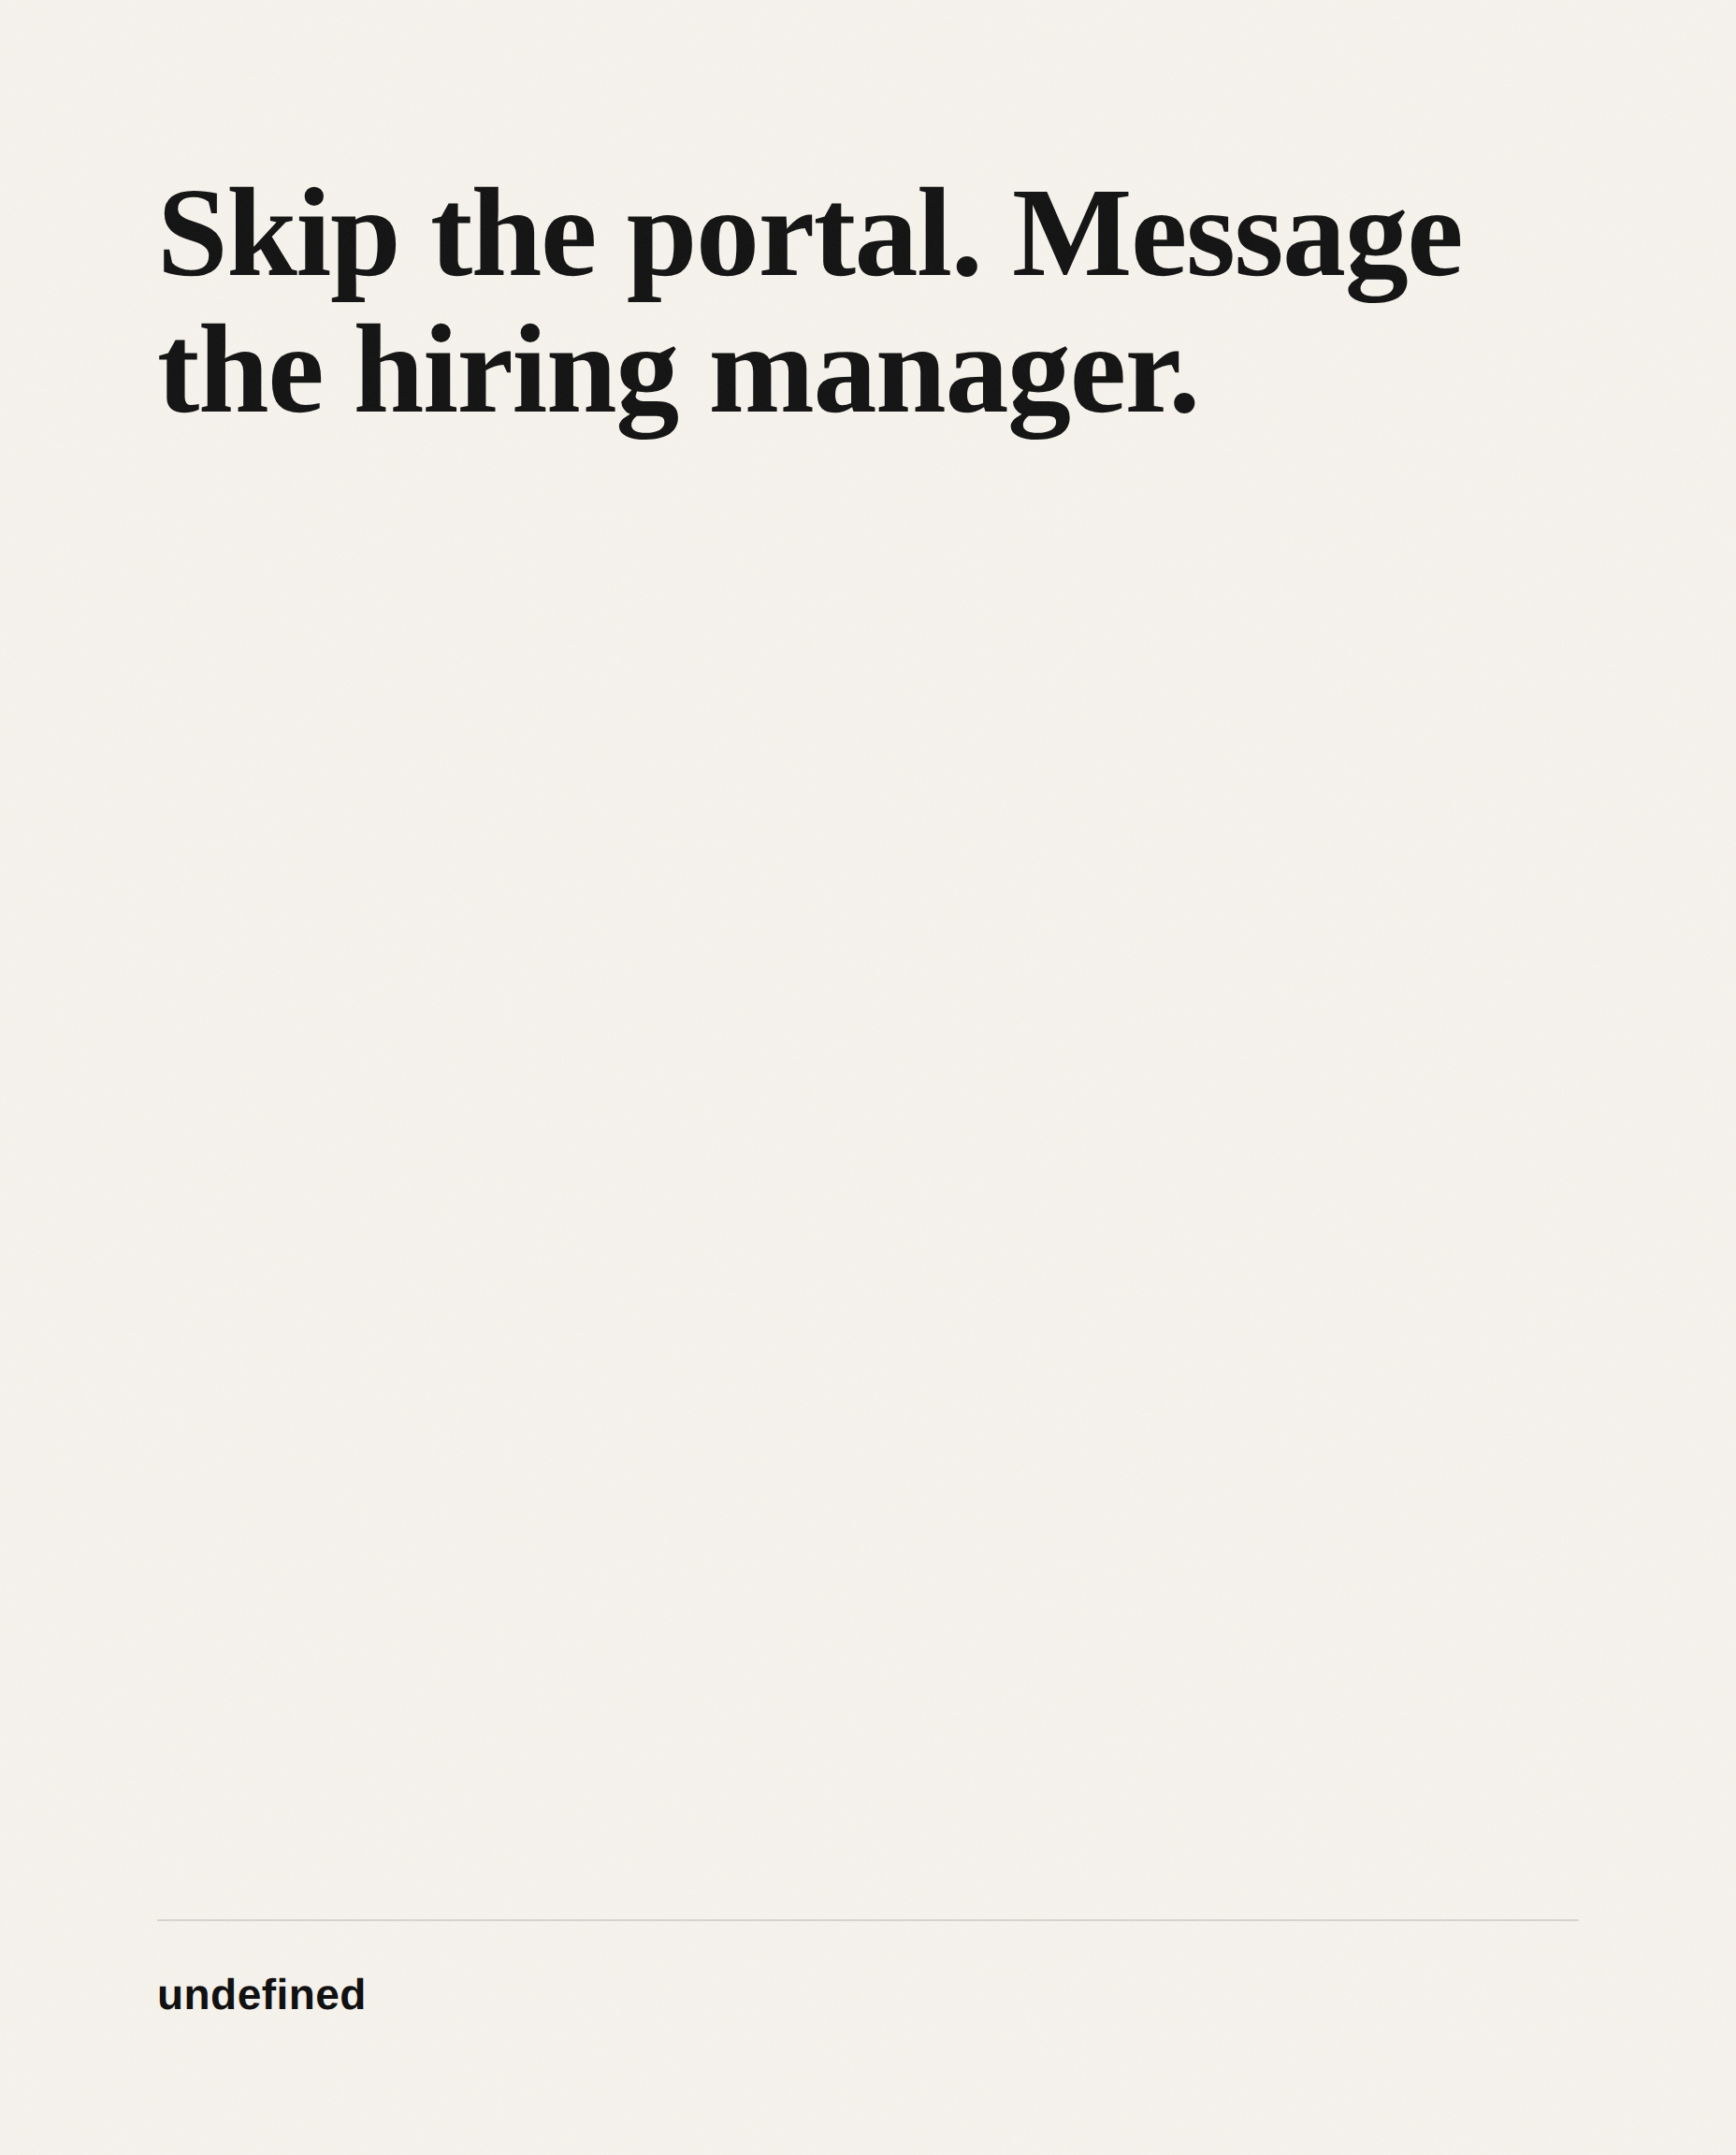 Skip the portal. Message
the hiring manager.
undefined